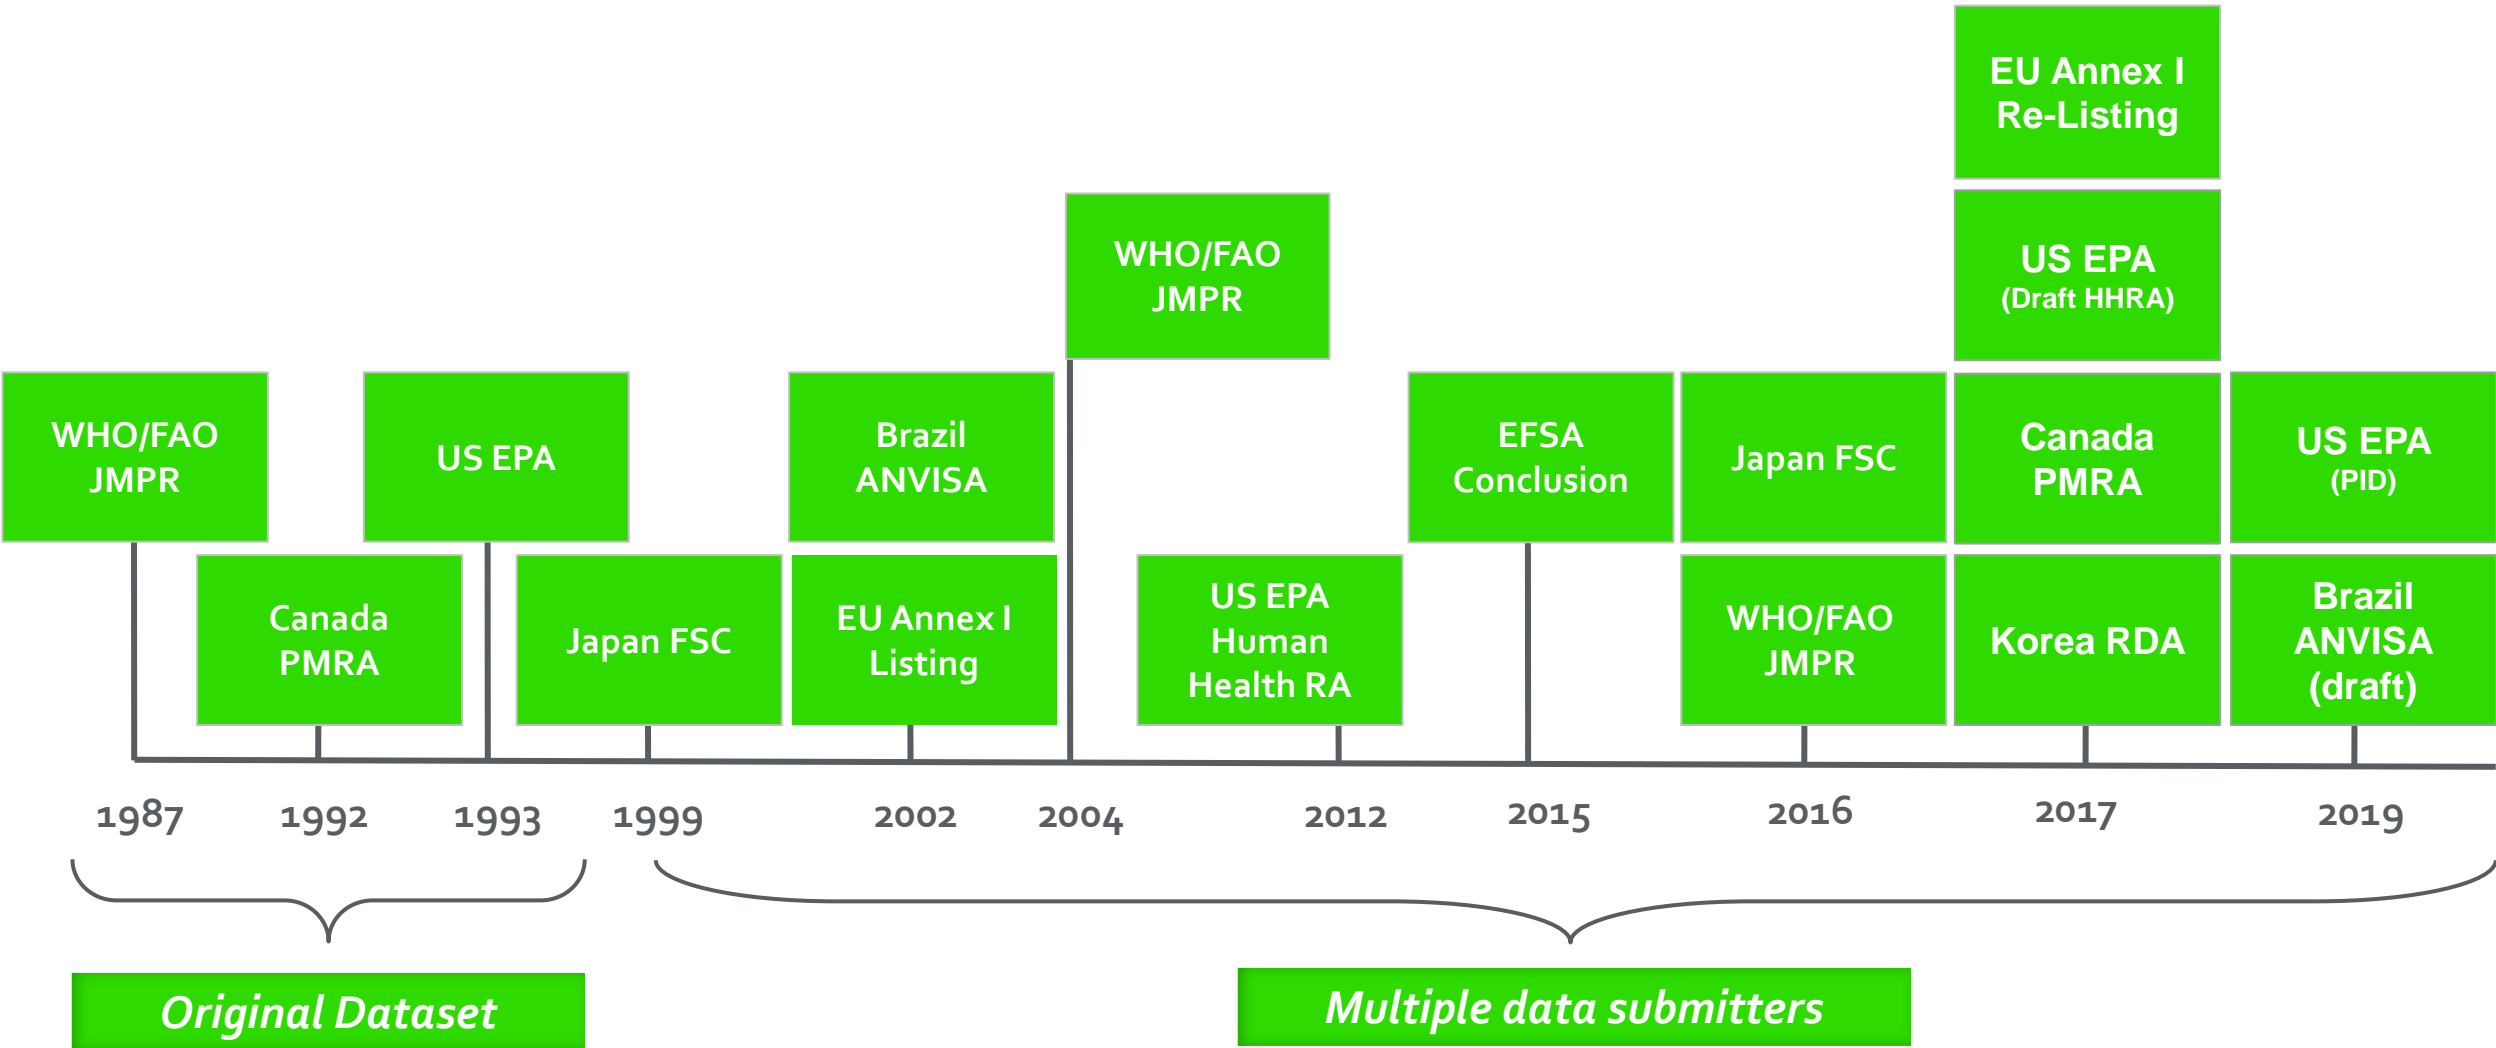 EU Annex I
Re-Listing
WHO/FAO
JMPR
US EPA
(Draft HHRA)
WHO/FAO
JMPR
US EPA
Brazil
ANVISA
EFSA
Conclusion
Japan FSC
Canada
PMRA
US EPA
(PID)
Canada
PMRA
Japan FSC
EU Annex I
Listing
US EPA
Human
Health RA
WHO/FAO
JMPR
Korea RDA
Brazil
ANVISA
(draft)
1987
1992
1993
1999
2002
2004
2012
2015
2016
2017
2019
Original Dataset
Multiple data submitters